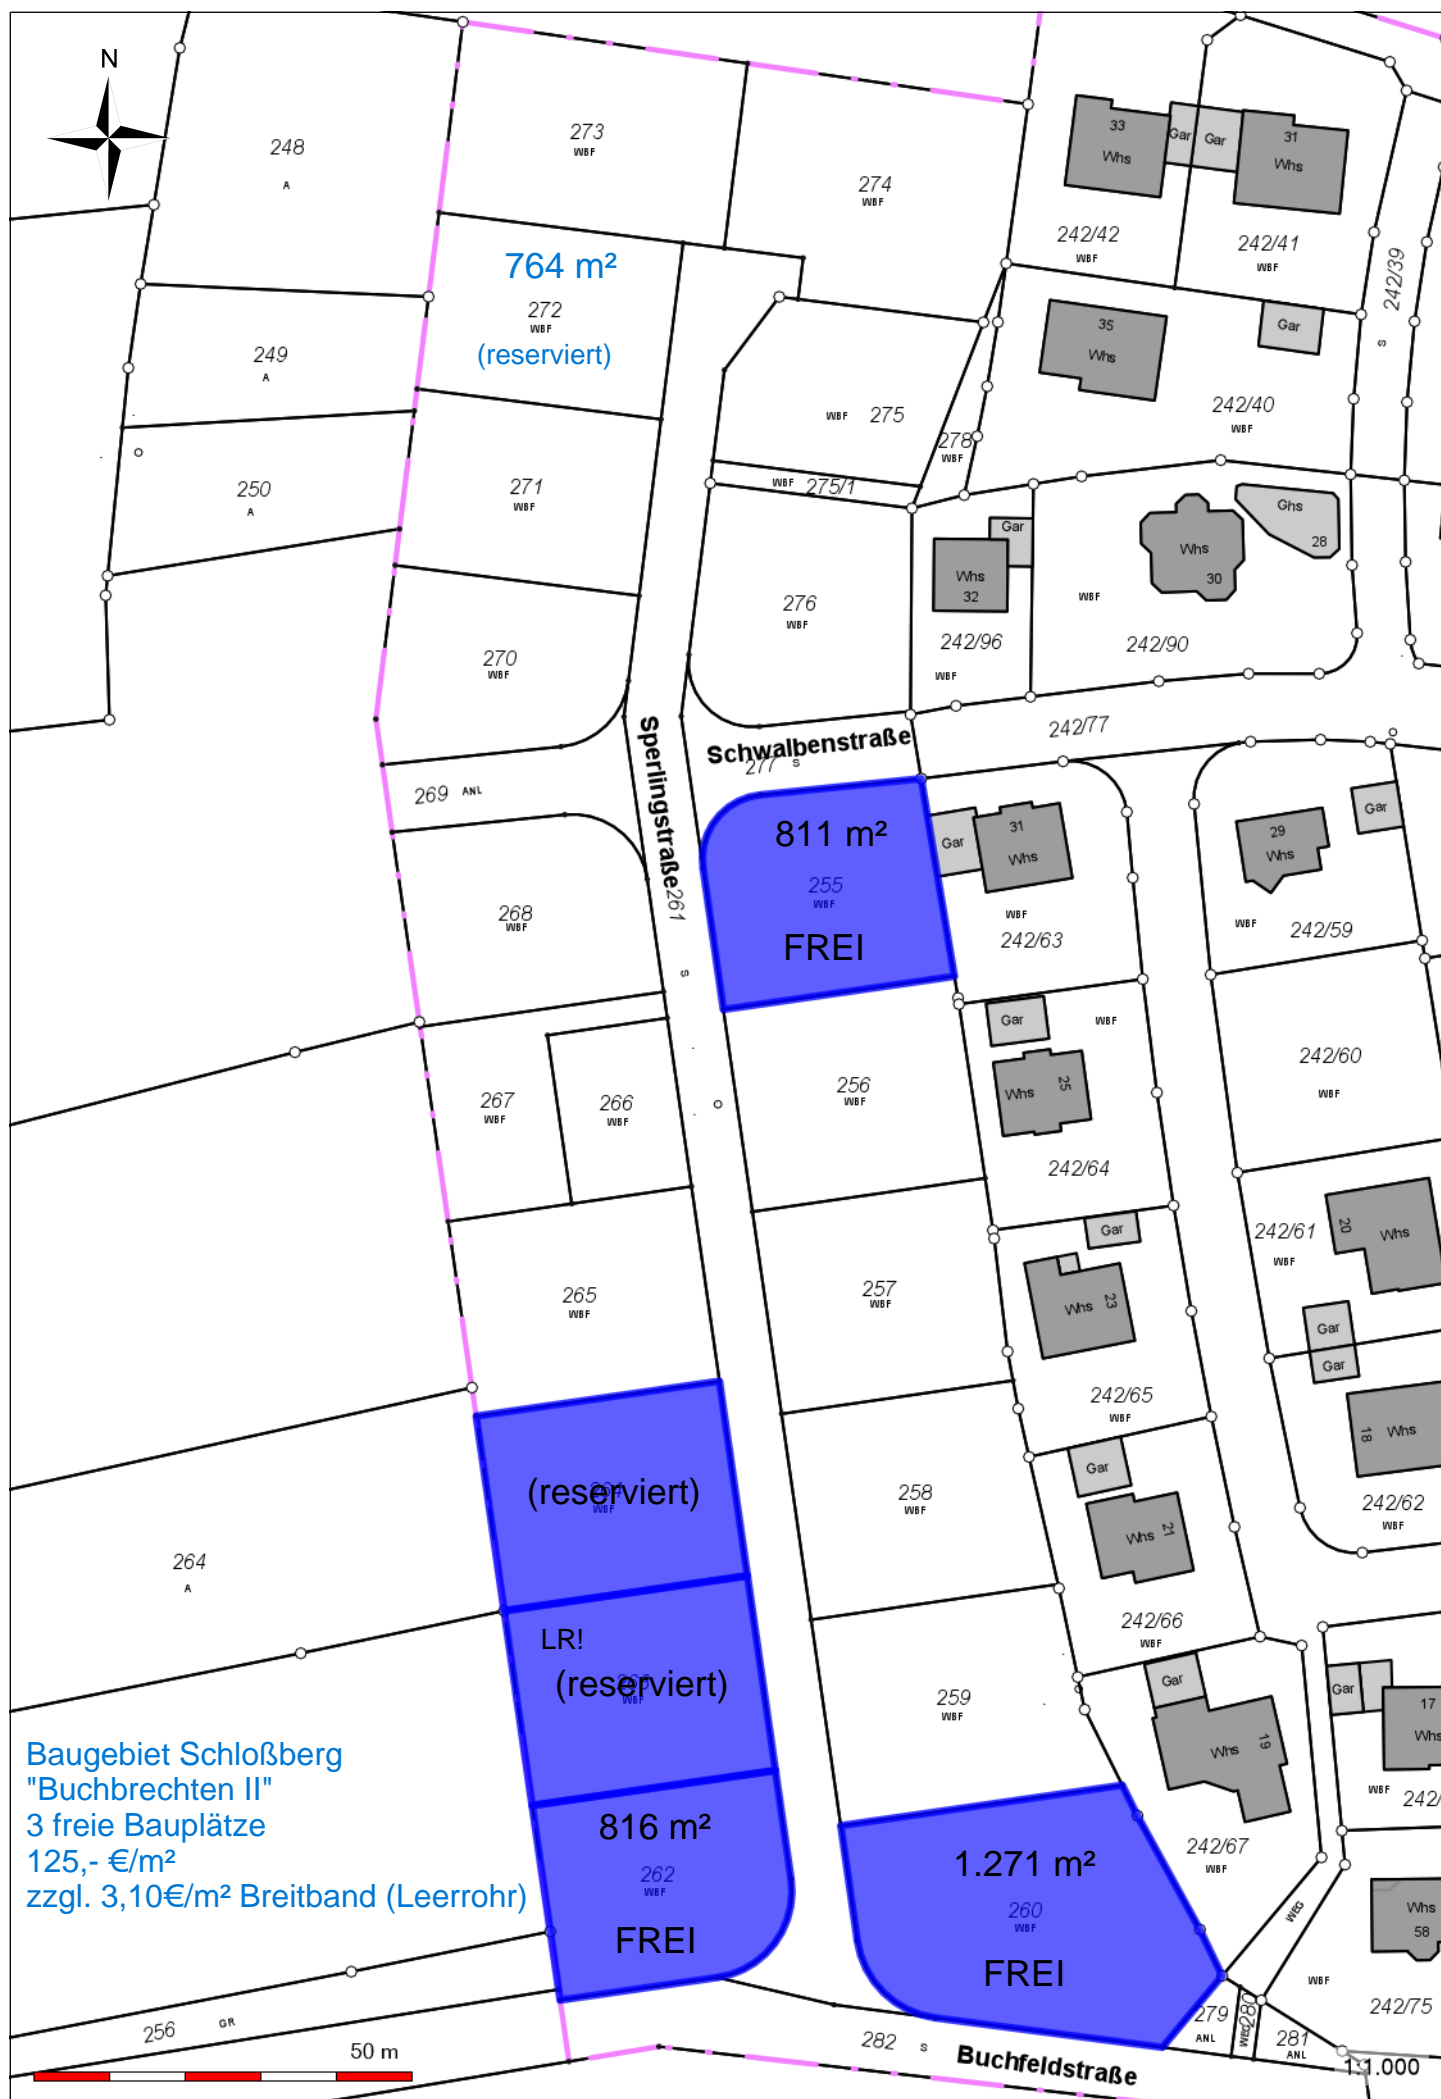 N
248
A
273
WBF
274
WBF
33
Whs
Gar
Gar
31
Whs
242/42
WBF
242/41
WBF
242/39
S
764 m²
272
WBF
(reserviert)
249
A
35
Whs
Gar
WBF 275
278
WBF
242/40
WBF
250
A
271
WBF
WBF 275/1
Gar
Whs
32
Whs
30
Ghs
28
276
WBF
WBF
242/96
WBF
242/90
270
WBF
Sperlingstraße
Schwalbenstraße
277 S
242/77
269 ANL
811 m²
255
WBF
FREI
Gar
31
Whs
WBF
242/63
29
Whs
Gar
WBF
242/59
268
WBF
261
S
Gar
WBF
Whs
25
242/64
242/60
WBF
267
WBF
266
WBF
256
WBF
Gar
242/61
WBF
20
Whs
265
WBF
257
WBF
Whs
23
Gar
Gar
242/65
WBF
18
Whs
242/62
WBF
(reserviert)
264
WBF
258
WBF
Gar
Whs
21
264
A
242/66
WBF
LR!
(reserviert)
263
WBF
259
WBF
Gar
Whs
19
Gar
17
Whs
WBF
242/
242/67
WBF
Baugebiet Schloßberg
"Buchbrechten II"
3 freie Bauplätze
125,- €/m²
zzgl. 3,10€/m² Breitband (Leerrohr)
816 m²
262
WBF
FREI
1.271 m²
260
WBF
FREI
WEG
Whs
58
WBF
242/75
256 GR
279
ANL
WEG
280
281
ANL
282 S
Buchfeldstraße
50 m
1:1.000